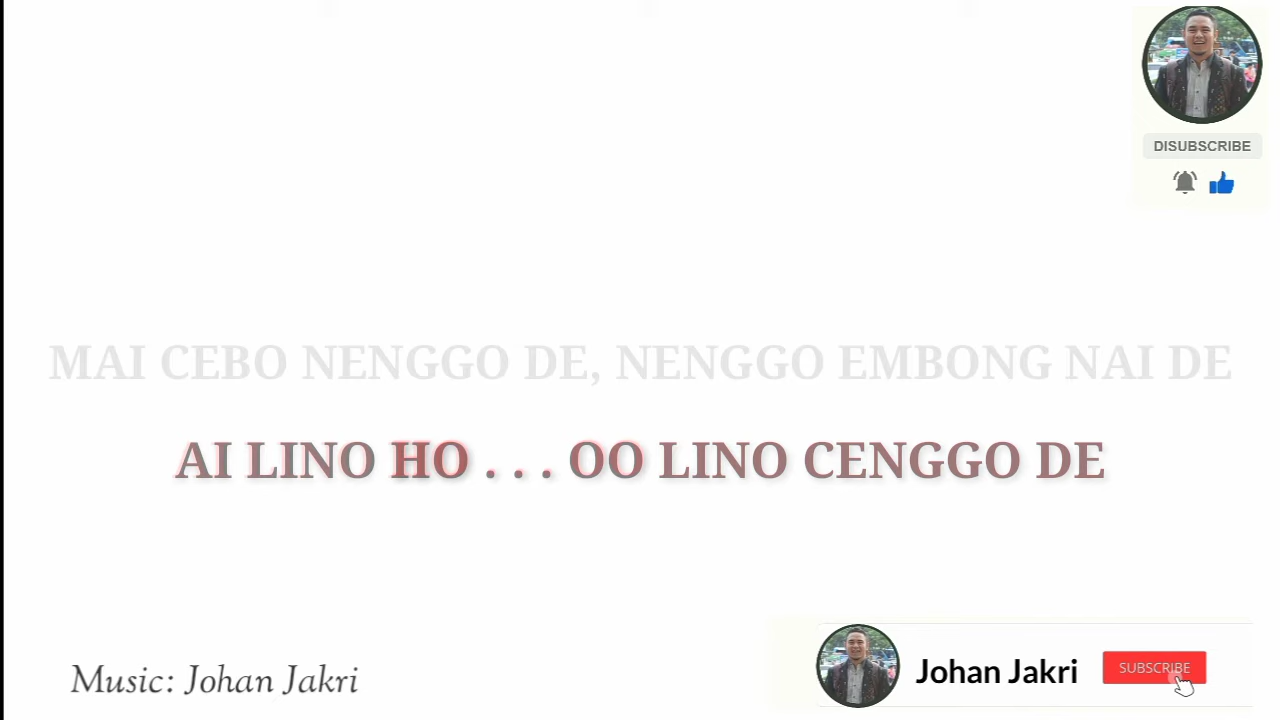 DISUBSCRIBE
MAI CEBO NENGGO DE, NENGGO EMBONG NAI DE
AI LINO HO . . . OO LINO CENGGO DE
Music: Johan Jakri
Johan Jakri
SUBSCRIBE